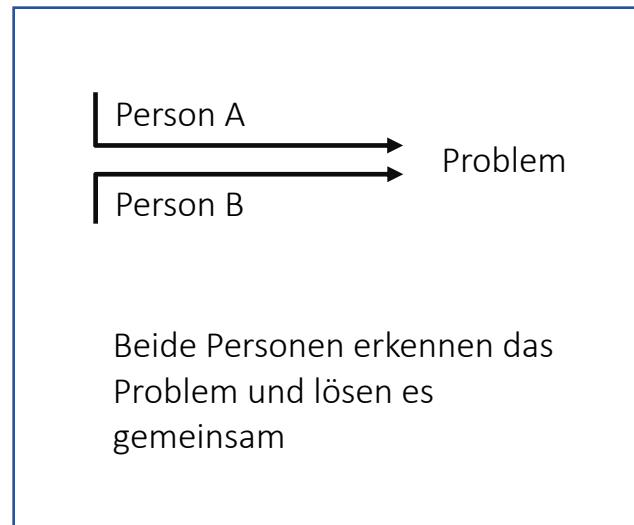 Person A
Problem
Person B
Beide Personen erkennen das
Problem und lösen es
gemeinsam